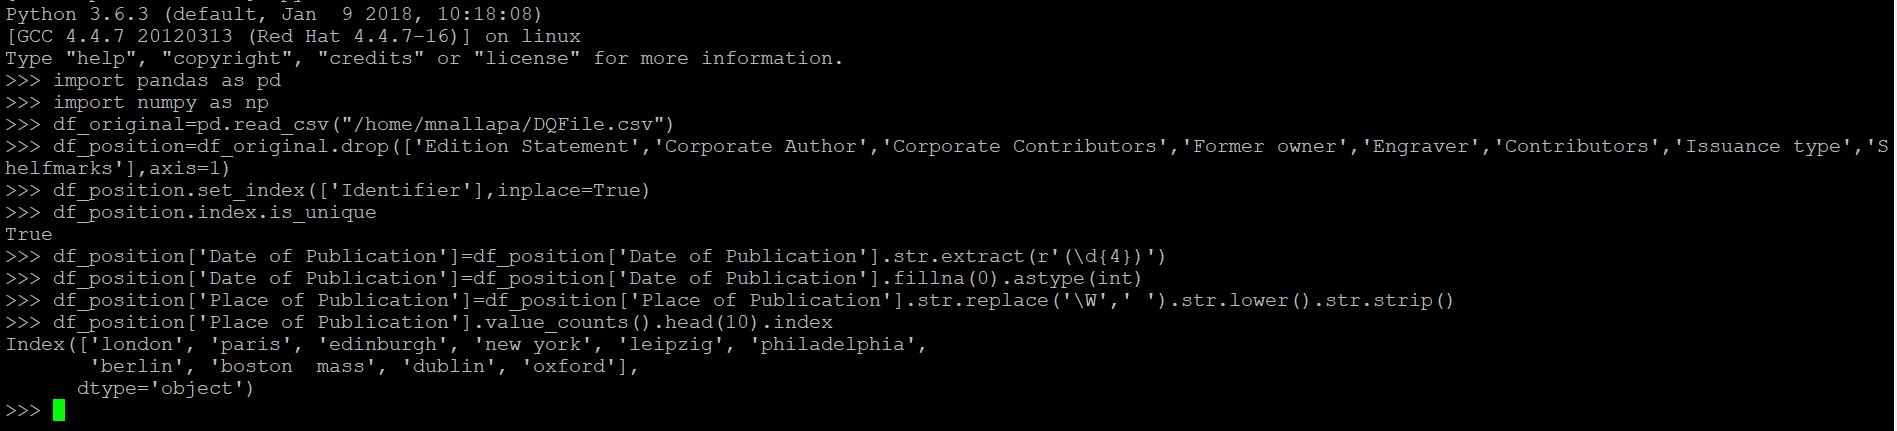 Python 3.6.3 (default, Jan  9 2018, 10:18:08)
[GCC 4.4.7 20120313 (Red Hat 4.4.7-16)] on linux
Type "help", "copyright", "credits" or "license" for more information.
>>> import pandas as pd
>>> import numpy as np
>>> df_original=pd.read_csv("/home/mnallapa/DQFile.csv")
>>> df_position=df_original.drop(['Edition Statement','Corporate Author','Corporate Contributors','Former owner','Engraver','Contributors','Issuance type','S
helfmarks'],axis=1)
>>> df_position.set_index(['Identifier'],inplace=True)
>>> df_position.index.is_unique
True
>>> df_position['Date of Publication']=df_position['Date of Publication'].str.extract(r'(\d{4})')
>>> df_position['Date of Publication']=df_position['Date of Publication'].fillna(0).astype(int)
>>> df_position['Place of Publication']=df_position['Place of Publication'].str.replace('\W',' ').str.lower().str.strip()
>>> df_position['Place of Publication'].value_counts().head(10).index
Index(['london', 'paris', 'edinburgh', 'new york', 'leipzig', 'philadelphia',
       'berlin', 'boston  mass', 'dublin', 'oxford'],
      dtype='object')
>>>